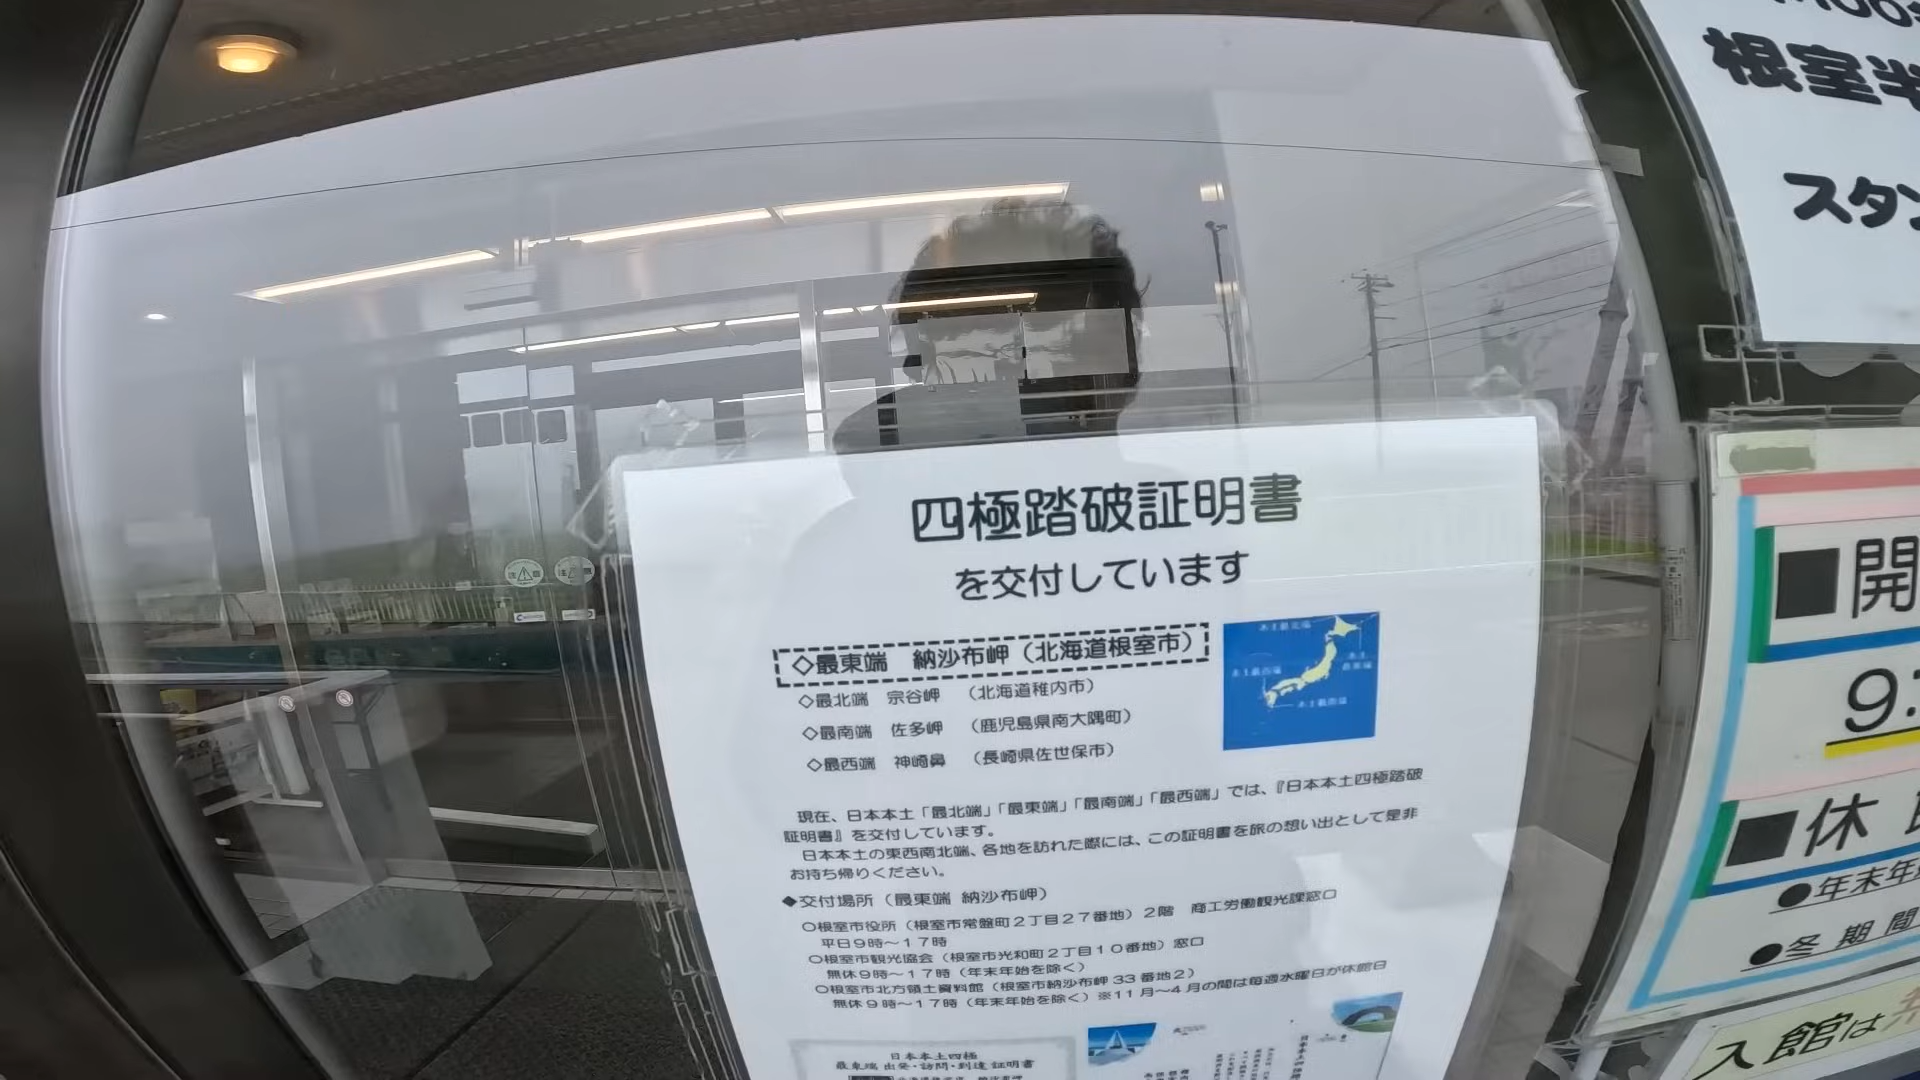 根室半
スタン
四極踏破証明書
を交付しています
◇最東端 納沙布岬（北海道根室市）
◇最北端 宗谷岬 （北海道稚内市）
◇最南端 佐多岬 （鹿児島県南大隅町）
◇最西端 神崎鼻 （長崎県佐世保市）
現在、日本本土「最北端」「最東端」「最南端」「最西端」では、『日本本土四極踏破
証明書』を交付しています。
日本本土の東西南北端、各地を訪れた際には、この証明書を旅の想い出として是非
お持ち帰りください。
◆交付場所（最東端 納沙布岬）
○根室市役所（根室市常盤町２丁目２７番地）２階 商工労働観光課窓口
平日９時～１７時
○根室市観光協会（根室市光和町２丁目１０番地）窓口
無休９時～１７時（年末年始を除く）
○根室市北方領土資料館（根室市納沙布岬３３番地２）
無休９時～１７時（年末年始を除く）※１１月～４月の間は毎週水曜日が休館日
日本本土四極
最東端 出発・訪問・到達 証明書
■開
9:
■休
●年末年
●冬期間
入館は